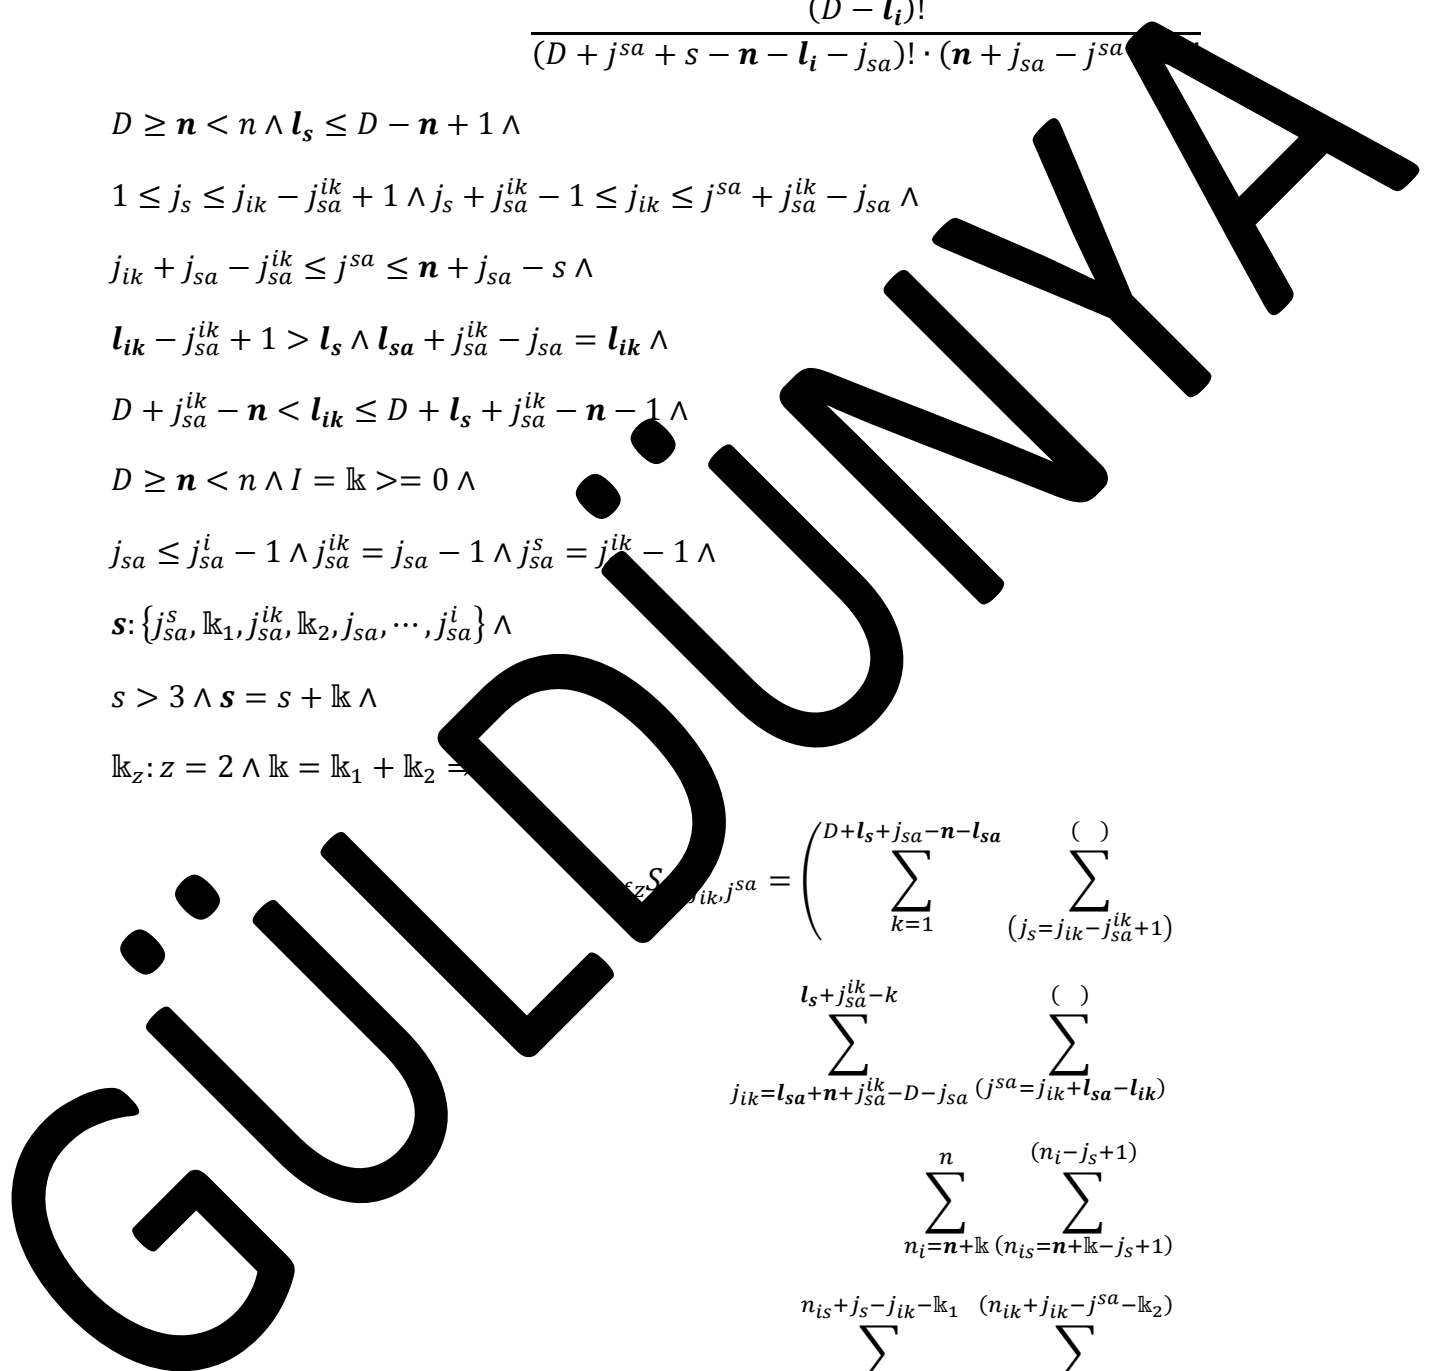 (D − l_i)!
(D + j^{sa} + s − n − l_i − j_{sa})! · (n + j_{sa} − j^{sa}
D ≥ n < n ∧ l_s ≤ D − n + 1 ∧
1 ≤ j_s ≤ j_{ik} − j_{sa}^{ik} + 1 ∧ j_s + j_{sa}^{ik} − 1 ≤ j_{ik} ≤ j^{sa} + j_{sa}^{ik} − j_{sa} ∧
j_{ik} + j_{sa} − j_{sa}^{ik} ≤ j^{sa} ≤ n + j_{sa} − s ∧
l_{ik} − j_{sa}^{ik} + 1 > l_s ∧ l_{sa} + j_{sa}^{ik} − j_{sa} = l_{ik} ∧
D + j_{sa}^{ik} − n < l_{ik} ≤ D + l_s + j_{sa}^{ik} − n − 1 ∧
D ≥ n < n ∧ I = 𝕜 >= 0 ∧
j_{sa} ≤ j_{sa}^{i} − 1 ∧ j_{sa}^{ik} = j_{sa} − 1 ∧ j_{sa}^{s} = j^{ik} − 1 ∧
s: {j_{sa}^{s}, 𝕜_1, j_{sa}^{ik}, 𝕜_2, j_{sa}, ⋯, j_{sa}^{i}} ∧
s > 3 ∧ s = s + 𝕜 ∧
𝕜_z: z = 2 ∧ 𝕜 = 𝕜_1 + 𝕜_2 ⇒
D+l_s+j_{sa}−n−l_{sa} ( )
S_{j_{ik},j^{sa}} = ( ∑ ∑
k=1 (j_s=j_{ik}−j_{sa}^{ik}+1)
l_s+j_{sa}^{ik}−k ( )
∑ ∑
j_{ik}=l_{sa}+n+j_{sa}^{ik}−D−j_{sa} (j^{sa}=j_{ik}+l_{sa}−l_{ik})
n (n_i−j_s+1)
∑ ∑
n_i=n+𝕜 (n_{is}=n+𝕜−j_s+1)
n_{is}+j_s−j_{ik}−𝕜_1 (n_{ik}+j_{ik}−j^{sa}−𝕜_2)
∑ ∑
GÜLDÜNYA